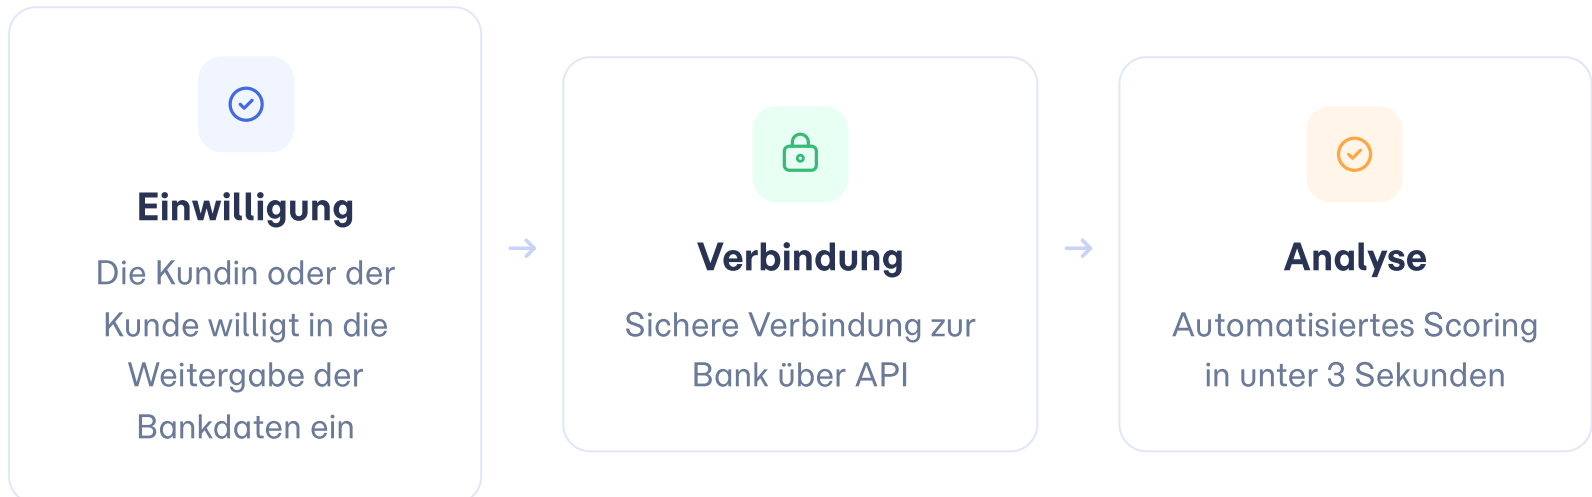 Einwilligung
Die Kundin oder der
Kunde willigt in die
Weitergabe der
Bankdaten ein
Verbindung
Sichere Verbindung zur
Bank über API
Analyse
Automatisiertes Scoring
in unter 3 Sekunden